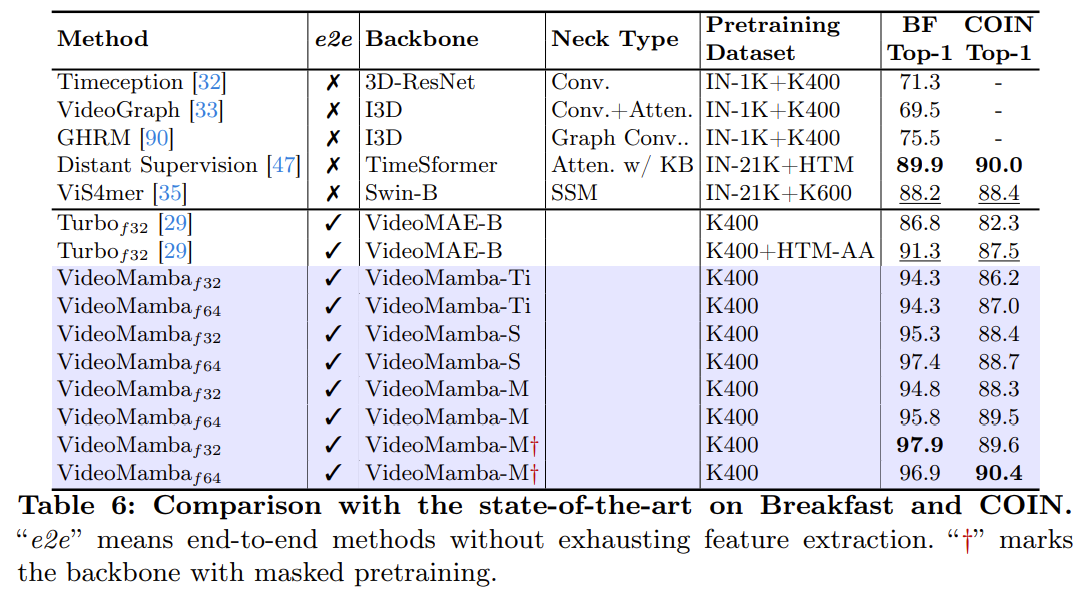 Method e2e Backbone Neck Type Pretraining Dataset BF Top-1 COIN Top-1
Timeception [32] ✗ 3D-ResNet Conv. IN-1K+K400 71.3 -
VideoGraph [33] ✗ I3D Conv.+Atten. IN-1K+K400 69.5 -
GHRM [90] ✗ I3D Graph Conv.. IN-1K+K400 75.5 -
Distant Supervision [47] ✗ TimeSformer Atten. w/ KB IN-21K+HTM 89.9 90.0
ViS4mer [35] ✗ Swin-B SSM IN-21K+K600 88.2 88.4
Turbof32 [29] ✓ VideoMAE-B K400 86.8 82.3
Turbof32 [29] ✓ VideoMAE-B K400+HTM-AA 91.3 87.5
VideoMambaf32 ✓ VideoMamba-Ti K400 94.3 86.2
VideoMambaf64 ✓ VideoMamba-Ti K400 94.3 87.0
VideoMambaf32 ✓ VideoMamba-S K400 95.3 88.4
VideoMambaf64 ✓ VideoMamba-S K400 97.4 88.7
VideoMambaf32 ✓ VideoMamba-M K400 94.8 88.3
VideoMambaf64 ✓ VideoMamba-M K400 95.8 89.5
VideoMambaf32 ✓ VideoMamba-M† K400 97.9 89.6
VideoMambaf64 ✓ VideoMamba-M† K400 96.9 90.4
Table 6: Comparison with the state-of-the-art on Breakfast and COIN.
“e2e” means end-to-end methods without exhausting feature extraction. “†” marks
the backbone with masked pretraining.